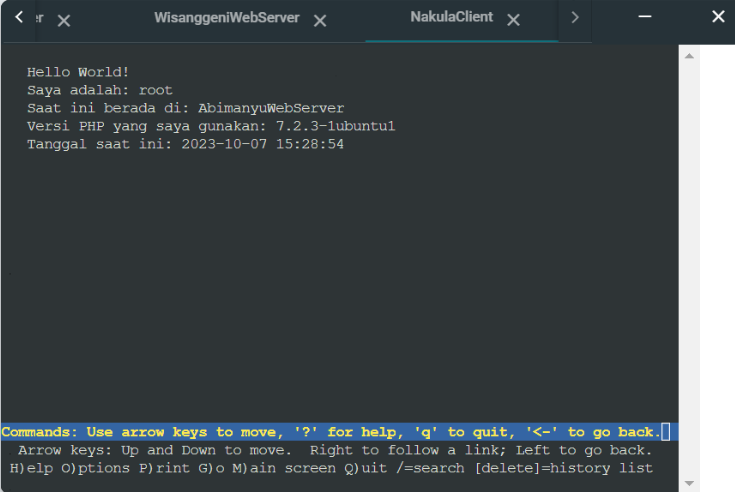 er WisanggeniWebServer NakulaClient
Hello World!
Saya adalah: root
Saat ini berada di: AbimanyuWebServer
Versi PHP yang saya gunakan: 7.2.3-1ubuntu1
Tanggal saat ini: 2023-10-07 15:28:54
Commands: Use arrow keys to move, '?' for help, 'q' to quit, '<-' to go back.
Arrow keys: Up and Down to move.  Right to follow a link; Left to go back.
H)elp O)ptions P)rint G)o M)ain screen Q)uit /=search [delete]=history list